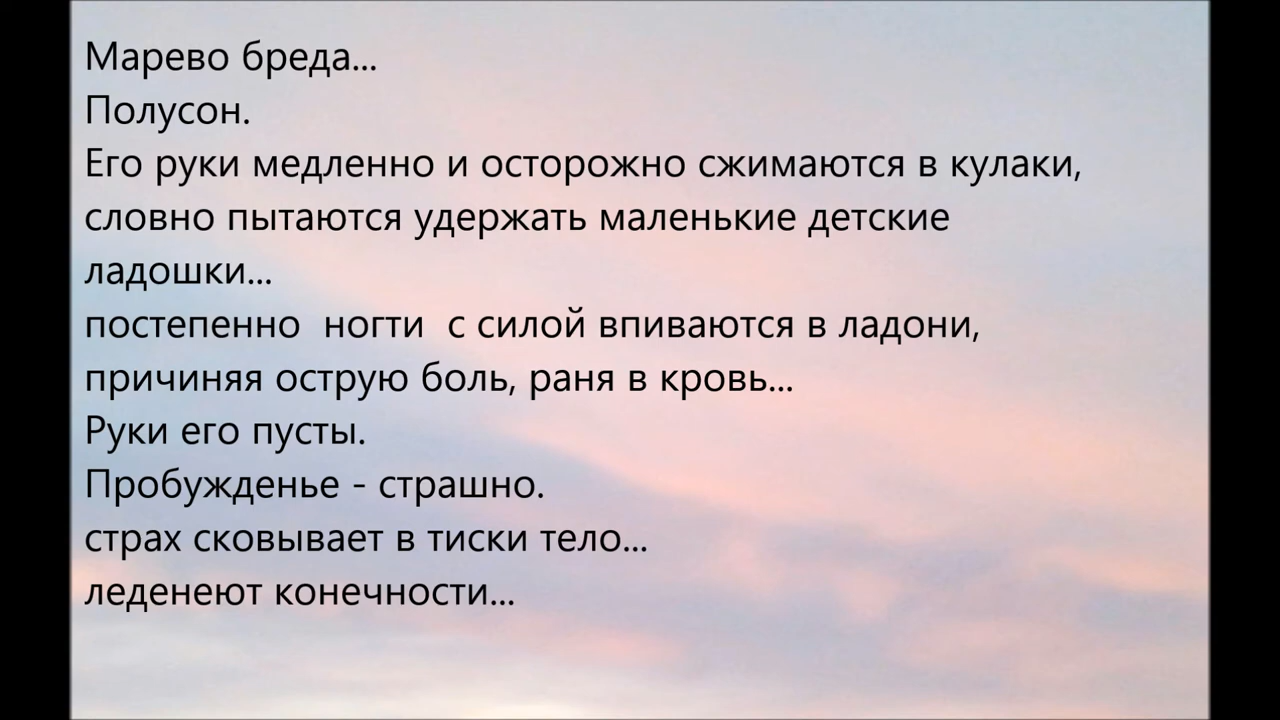 Марево бреда...
Полусон.
Его руки медленно и осторожно сжимаются в кулаки,
словно пытаются удержать маленькие детские
ладошки...
постепенно  ногти  с силой впиваются в ладони,
причиняя острую боль, раня в кровь...
Руки его пусты.
Пробужденье - страшно.
страх сковывает в тиски тело...
леденеют конечности...